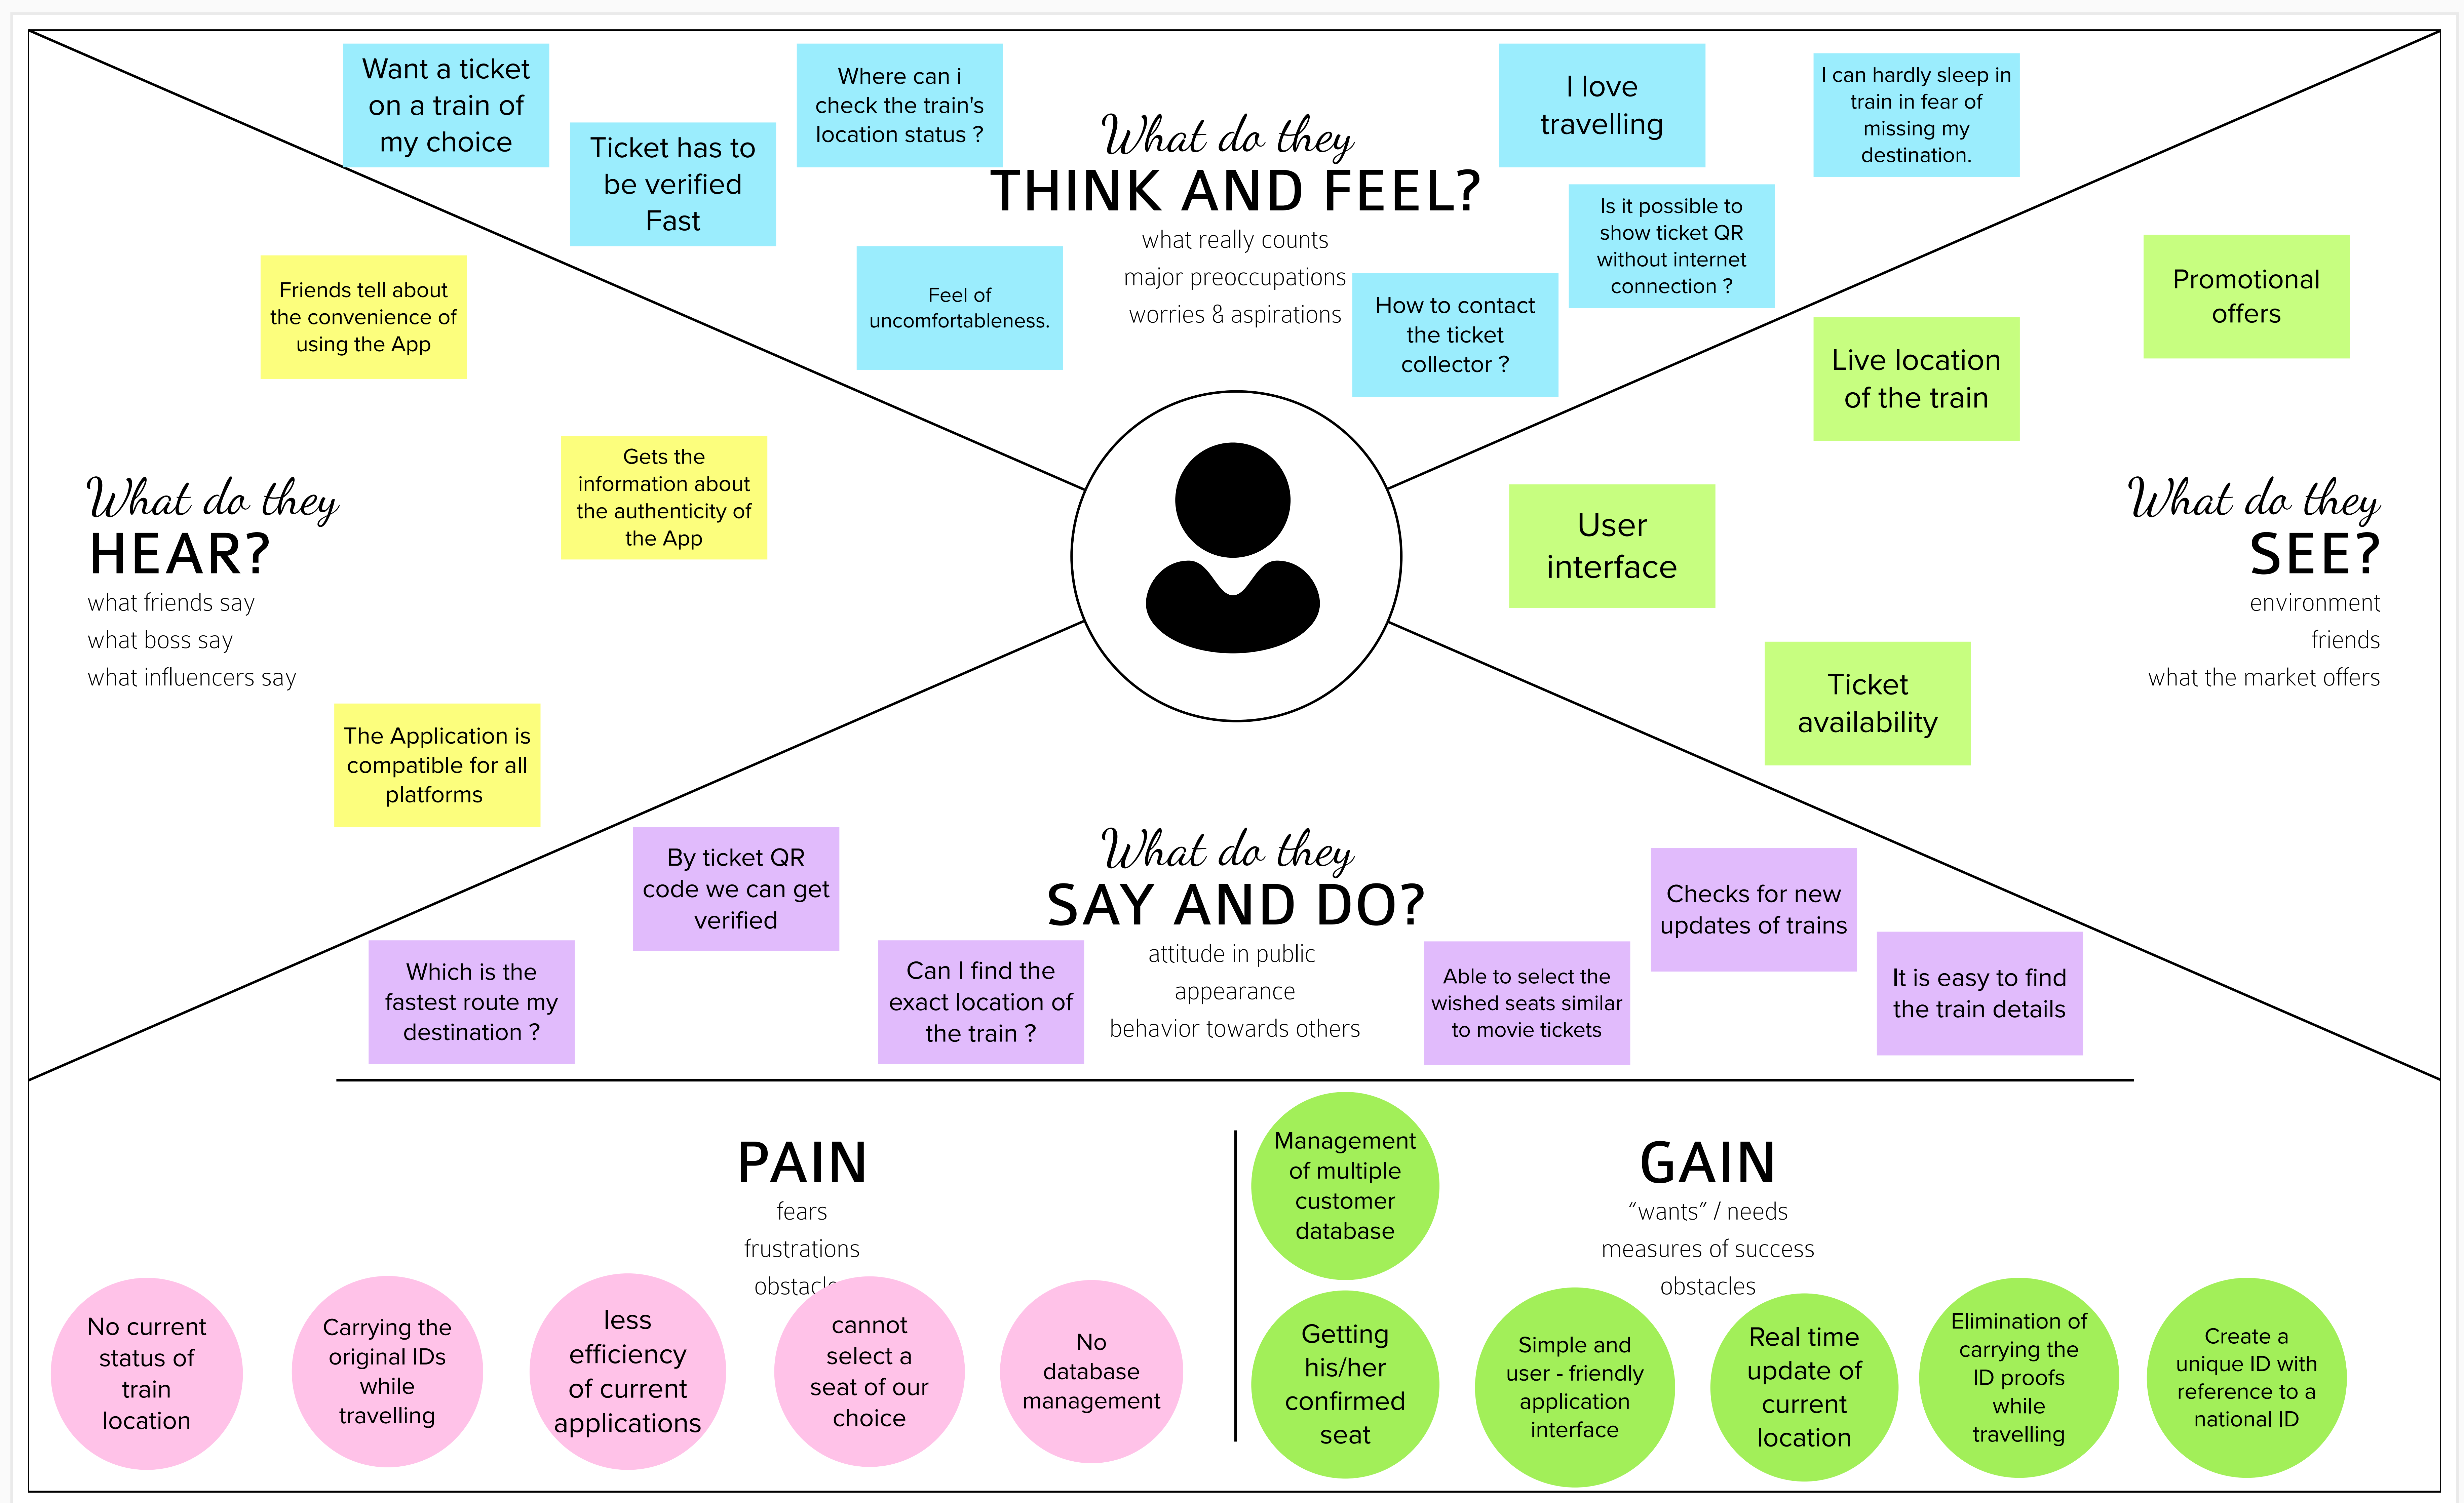 Want a ticket
on a train of
my choice
Ticket has to
be verified
Fast
Where can i
check the train's
location status ?
Feel of
uncomfortableness.
What do they
THINK AND FEEL?
what really counts
major preoccupations
worries & aspirations
I love
travelling
I can hardly sleep in
train in fear of
missing my
destination.
Is it possible to
show ticket QR
without internet
connection ?
How to contact
the ticket
collector ?
Friends tell about
the convenience of
using the App
Gets the
information about
the authenticity of
the App
What do they
HEAR?
what friends say
what boss say
what influencers say
The Application is
compatible for all
platforms
Promotional
offers
Live location
of the train
User
interface
What do they
SEE?
environment
friends
what the market offers
Ticket
availability
By ticket QR
code we can get
verified
Which is the
fastest route my
destination ?
Can I find the
exact location of
the train ?
What do they
SAY AND DO?
attitude in public
appearance
behavior towards others
Able to select the
wished seats similar
to movie tickets
Checks for new
updates of trains
It is easy to find
the train details
PAIN
fears
frustrations
No current
status of
train
location
Carrying the
original IDs
while
travelling
less
efficiency
of current
applications
cannot
select a
seat of our
choice
No
database
management
Management
of multiple
customer
database
GAIN
“wants” / needs
measures of success
obstacles
Getting
his/her
confirmed
seat
Simple and
user - friendly
application
interface
Real time
update of
current
location
Elimination of
carrying the
ID proofs
while
travelling
Create a
unique ID with
reference to a
national ID